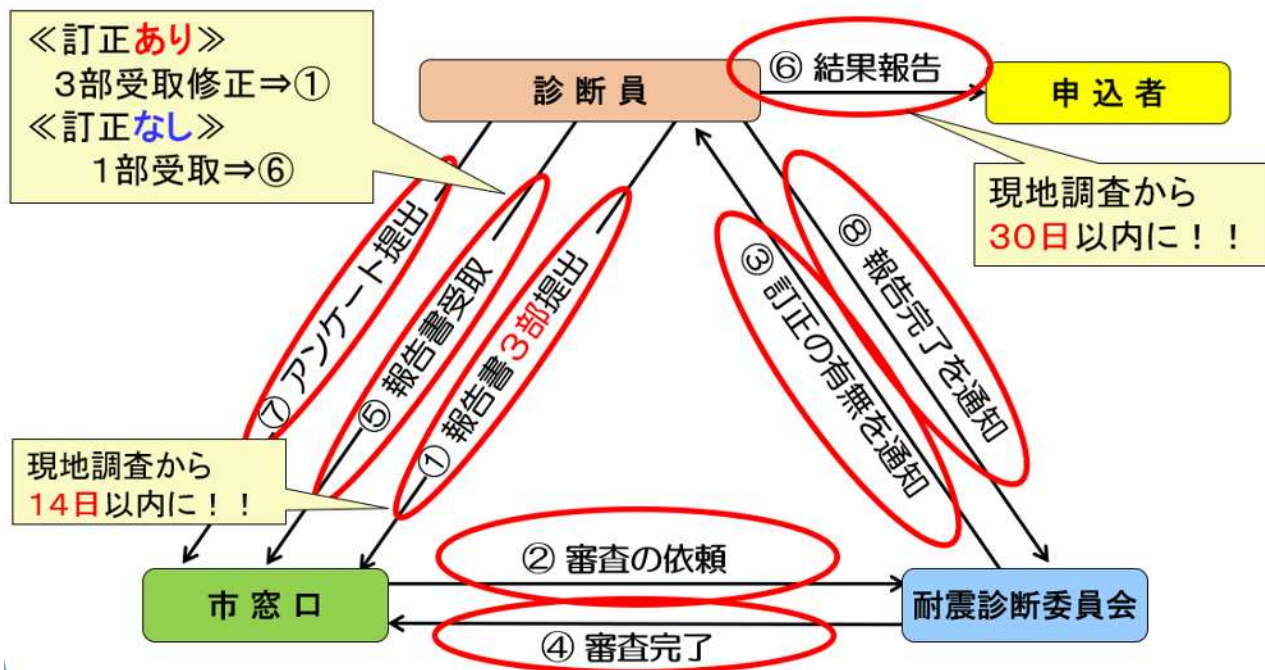 ≪訂正あり≫
3部受取修正⇒①
≪訂正なし≫
1部受取⇒⑥
診断員
⑥ 結果報告
申込者
現地調査から
30日以内に！！
⑦ アンケート提出
⑤ 報告書受取
① 報告書3部提出
③ 訂正の有無を通知
⑧ 報告完了を通知
現地調査から
14日以内に！！
② 審査の依頼
市窓口
耐震診断委員会
④ 審査完了